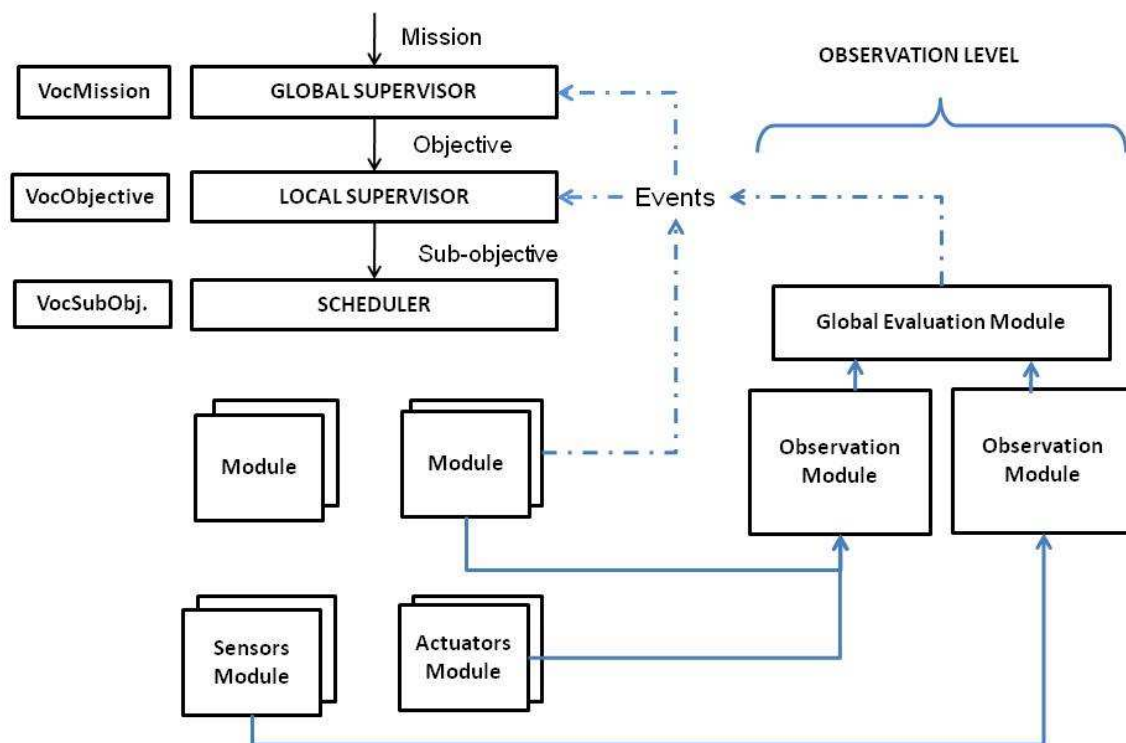 Mission
OBSERVATION LEVEL
VocMission
GLOBAL SUPERVISOR
Objective
VocObjective
LOCAL SUPERVISOR
Events
Sub-objective
VocSubObj.
SCHEDULER
Global Evaluation Module
Module
Module
Observation
Module
Observation
Module
Sensors
Module
Actuators
Module